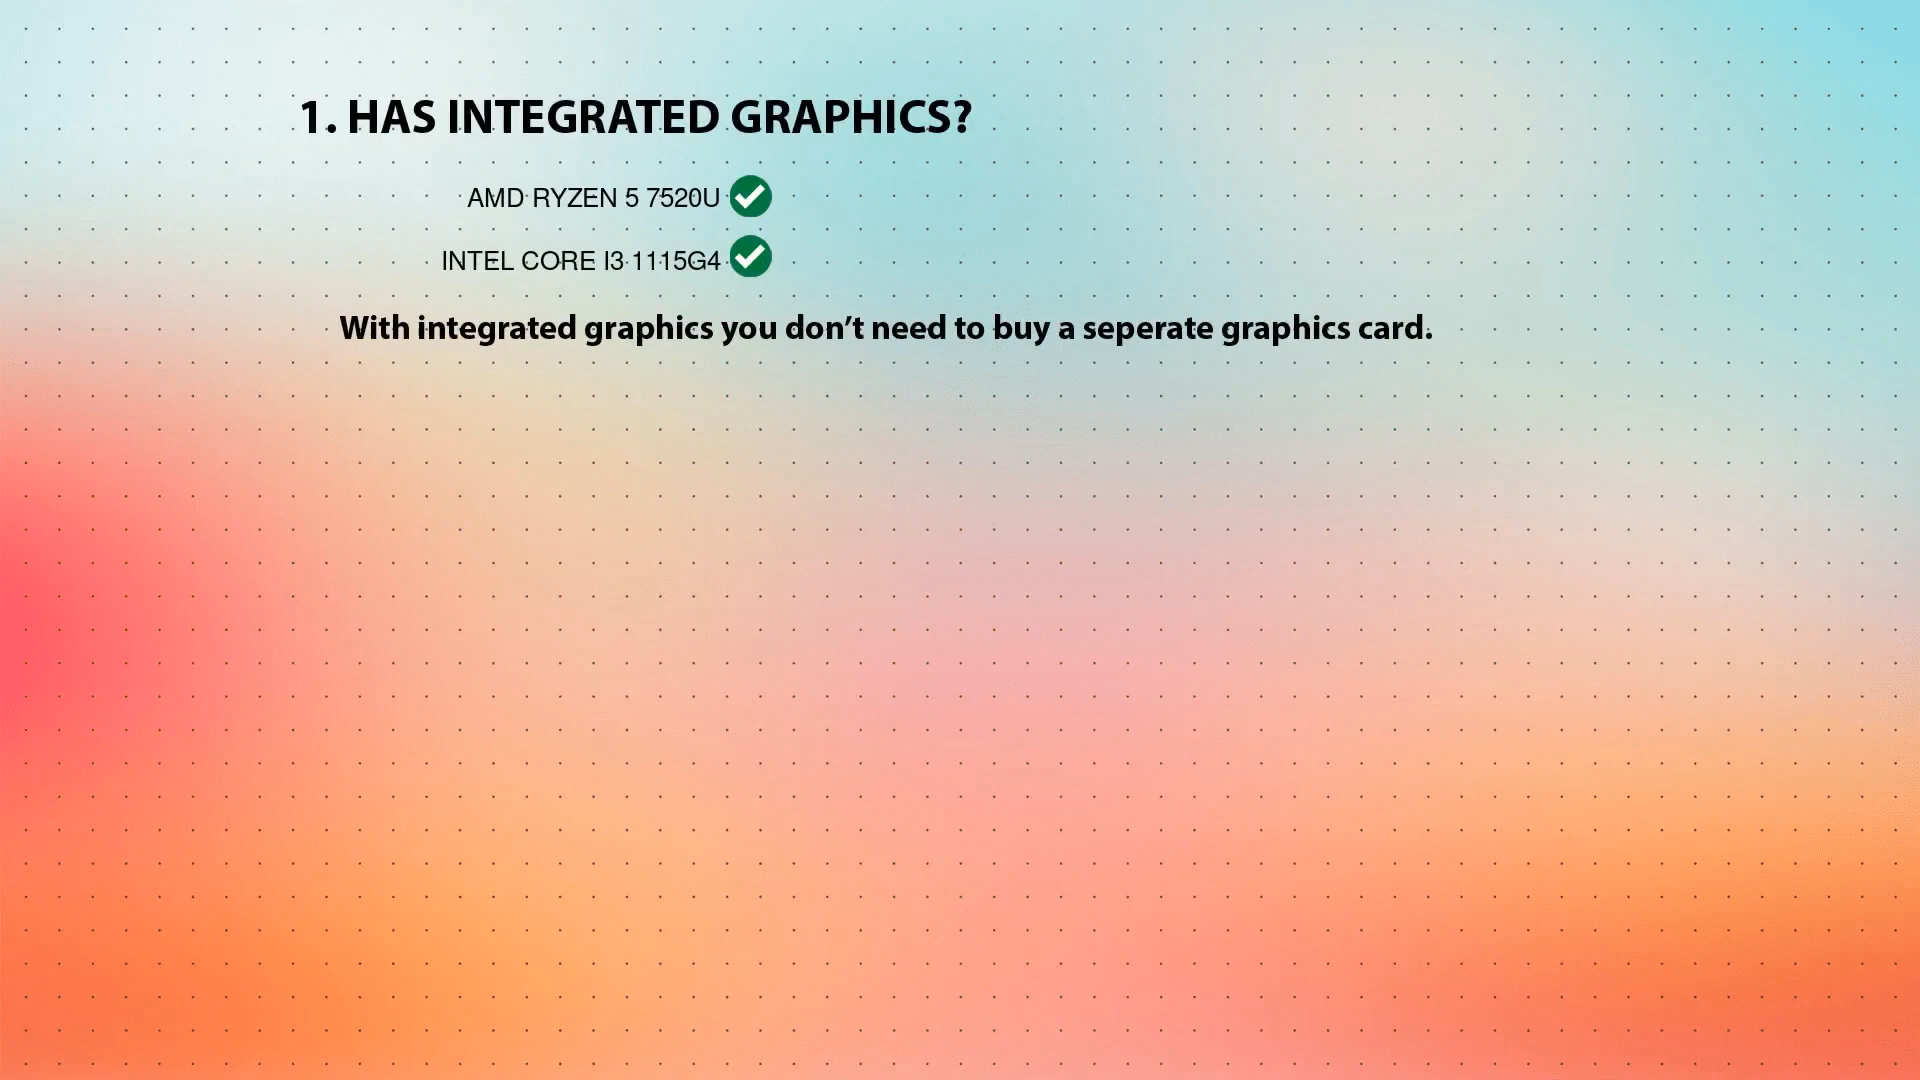 1. HAS INTEGRATED GRAPHICS?
AMD RYZEN 5 7520U
INTEL CORE I3 1115G4
With integrated graphics you don’t need to buy a seperate graphics card.